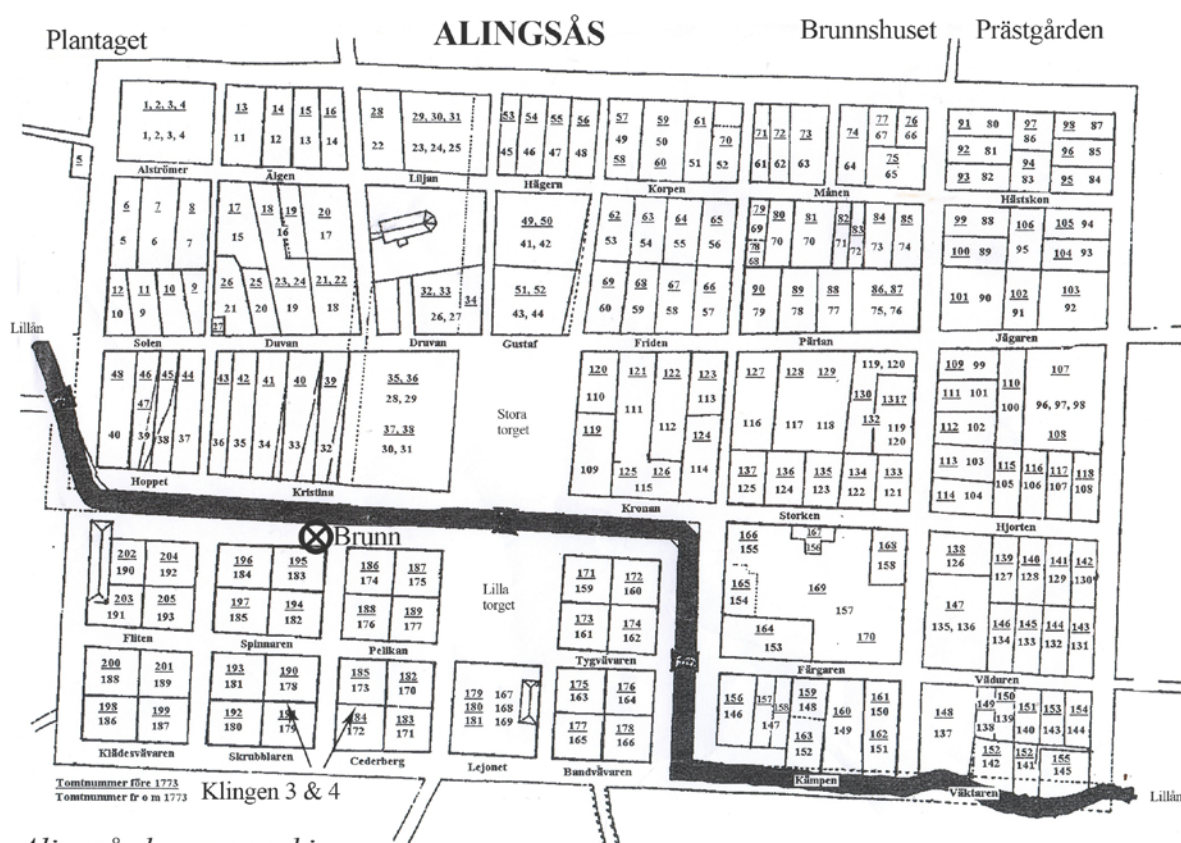 Plantaget
ALINGSÅS
Brunnshuset
Prästgården
1, 2, 3, 4
1, 2, 3, 4
Alströmer
13 14 15 16
11 12 13 14
Älgen
28 29, 30, 31
22 23, 24, 25
Liljan
53 54 55 56
45 46 47 48
Hägern
57 59 61
49 50 70
58 60 51 52
Korpen
71 72 73
61 62 63
74 77 76
67 66
64 75
65
Månen
91 80 97 98 87
86
92 81 96 85
94
93 82 83 95 84
Hästskon
5
6 7 8
5 6 7
12 11 10 9
10 9
Solen
17 18 19 20
15 16 17
26 25 23, 24 21, 22
21 20 19 18
27
Duvan
32, 33 34
26, 27
Druvan
49, 50
41, 42
51, 52
43, 44
Gustaf
62 63 64 65
53 54 55 56
69 68 67 66
60 59 58 57
Friden
79 80 81 82 84 85
69 83
78 70 70 71 72 73 74
68
90 89 88 86, 87
79 78 77 75, 76
Pärlan
99 88 106 105 94
100 89 95 104 93
101 90 102 103
91 92
Jägaren
Lillån
48 46 45 44
47
40 39 38 37
Hoppet
43 42 41 40 39
36 35 34 33 32
Kristina
35, 36
28, 29
37, 38
30, 31
Stora
torget
120 121 122 123
110 111 113
119 112 124
109 125 126 114
115
Kronan
127 128 129 119, 120
130 131?
116 117 118 132 119
120
137 136 135 134 133
125 124 123 122 121
Storken
109 99 110 107
111 101 100 96, 97, 98
112 102 108
113 103 115 116 117 118
114 104 105 106 107 108
Hjorten
Brunn
202 204
190 192
203 205
191 193
Fliten
196 195
184 183
197 194
185 182
Spinnaren
186 187
174 175
188 189
176 177
Pelikan
Lilla
torget
171 172
159 160
173 174
161 162
Tygvävaren
166 167 168
155 156 158
165 169
154 157
164 170
153
Färgaren
138 139 140 141 142
126 127 128 129 130
147 146 145 144 143
135, 136 134 133 132 131
Väduren
200 201
188 189
198 199
186 187
Klädesvävaren
193 190
181 178
192
180 179
Skrubblaren
185 182
173 170
184 183
172 171
Cederberg
179 167
180 168
181 169
Lejonet
175 176
163 164
177 178
165 166
Bandvävaren
156 157 158 159 160 161
146 147 148 149 150
163 162
152 151
Kämpen
148 149 150 151 153 154
137 138 139 140 143 144
152 152 155
142 141 145
Väktaren
Lillån
Tomtnummer före 1773
Tomtnummer fr o m 1773
Klingen 3 & 4